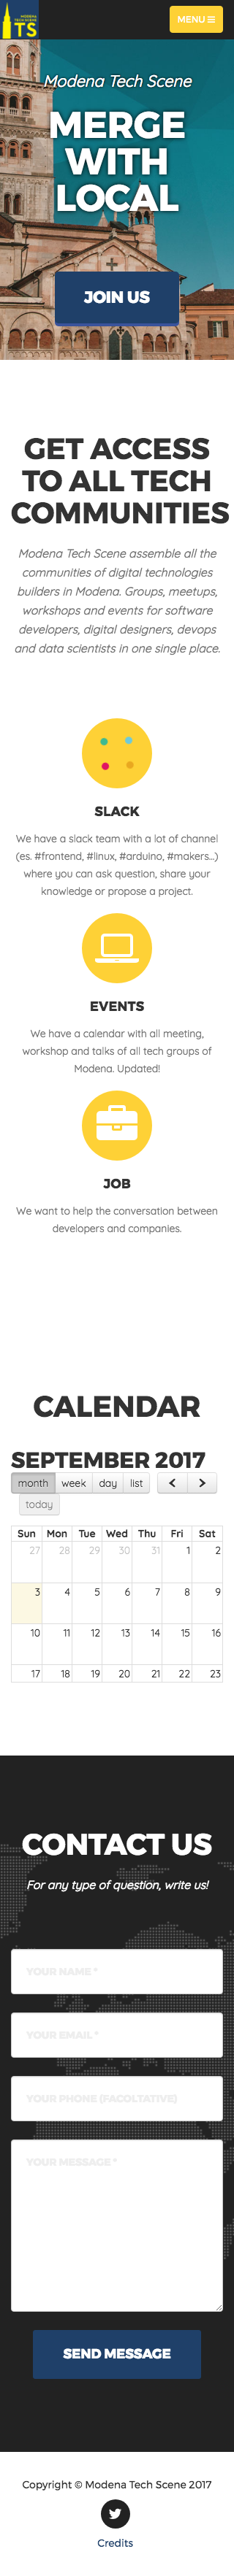 MODENA
TECH SCENE
TS
MENU
Modena Tech Scene
MERGE
WITH
LOCAL
JOIN US
GET ACCESS
TO ALL TECH
COMMUNITIES
Modena Tech Scene assemble all the
communities of digital technologies
builders in Modena. Groups, meetups,
workshops and events for software
developers, digital designers, devops
and data scientists in one single place.
SLACK
We have a slack team with a lot of channel
(es. #frontend, #linux, #arduino, #makers...)
where you can ask question, share your
knowledge or propose a project.
EVENTS
We have a calendar with all meeting,
workshop and talks of all tech groups of
Modena. Updated!
JOB
We want to help the conversation between
developers and companies.
CALENDAR
SEPTEMBER 2017
month week day list
today
Sun Mon Tue Wed Thu Fri Sat
27 28 29 30 31 1 2
3 4 5 6 7 8 9
10 11 12 13 14 15 16
17 18 19 20 21 22 23
CONTACT US
For any type of question, write us!
YOUR NAME *
YOUR EMAIL *
YOUR PHONE (FACOLTATIVE)
YOUR MESSAGE *
SEND MESSAGE
Copyright © Modena Tech Scene 2017
Credits